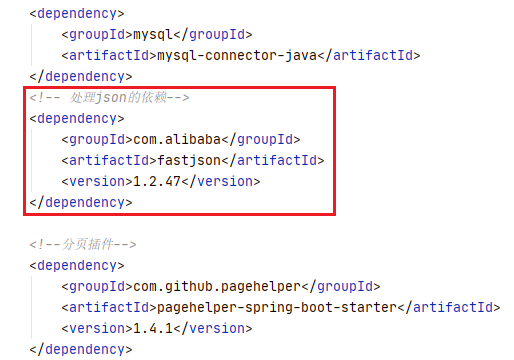 <dependency>
<groupId>mysql</groupId>
<artifactId>mysql-connector-java</artifactId>
</dependency>
<!-- 处理json的依赖-->
<dependency>
<groupId>com.alibaba</groupId>
<artifactId>fastjson</artifactId>
<version>1.2.47</version>
</dependency>
<!--分页插件-->
<dependency>
<groupId>com.github.pagehelper</groupId>
<artifactId>pagehelper-spring-boot-starter</artifactId>
<version>1.4.1</version>
</dependency>